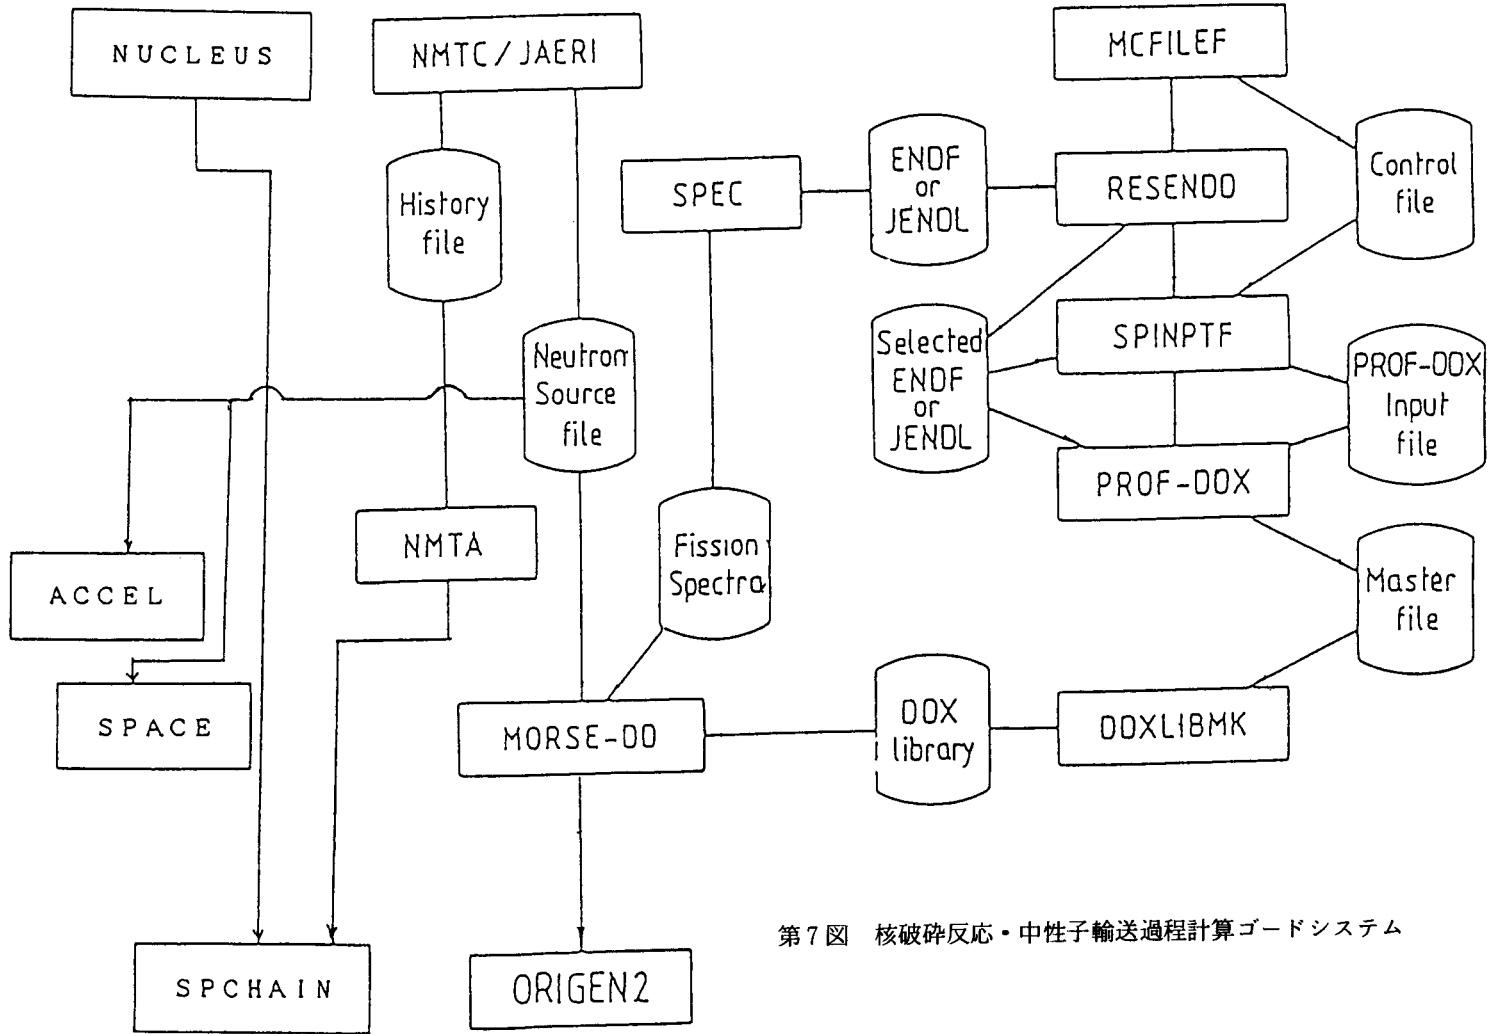 NUCLEUS
NMTC/JAERI
MCFILEF
History
file
SPEC
ENDF
or
JENDL
RESENDD
Control
file
Neutron
Source
file
Selected
ENDF
or
JENDL
SPINPTF
PROF-DDX
Input
file
PROF-DDX
ACCEL
NMTA
Fission
Spectra
Master
file
SPACE
MORSE-DD
DDX
library
DDXLIBMK
SPCHAIN
ORIGEN2
第7図 核破砕反応・中性子輸送過程計算ゴードシステム